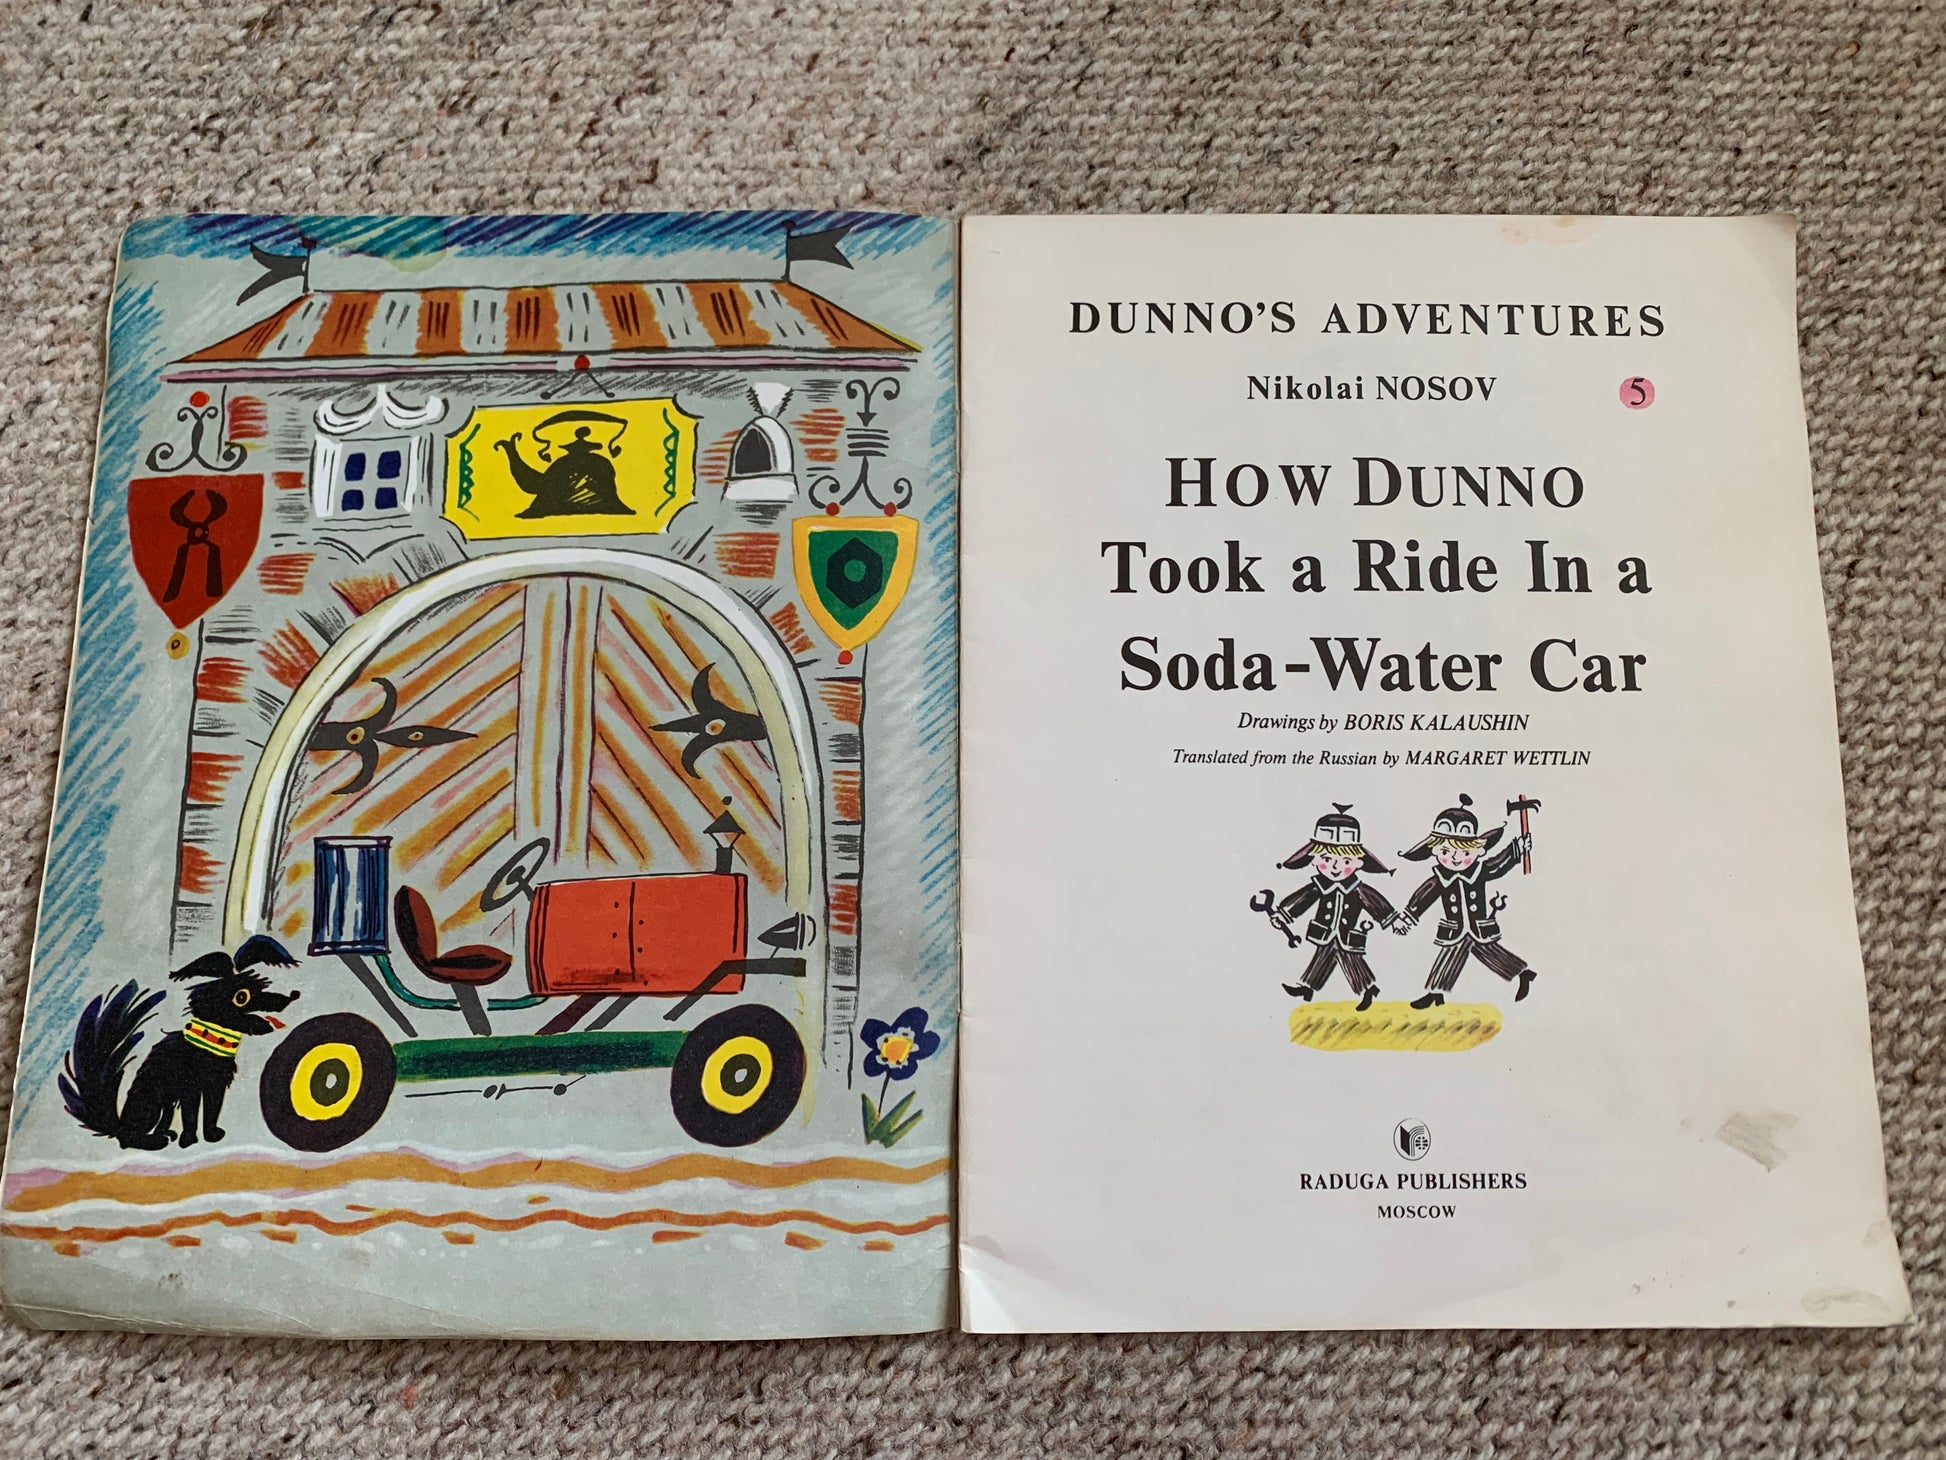 DUNNO'S ADVENTURES
Nikolai NOSOV
5
HOW DUNNO
Took a Ride In a
Soda-Water Car
Drawings by BORIS KALAUSHIN
Translated from the Russian by MARGARET WETTLIN
RADUGA PUBLISHERS
MOSCOW